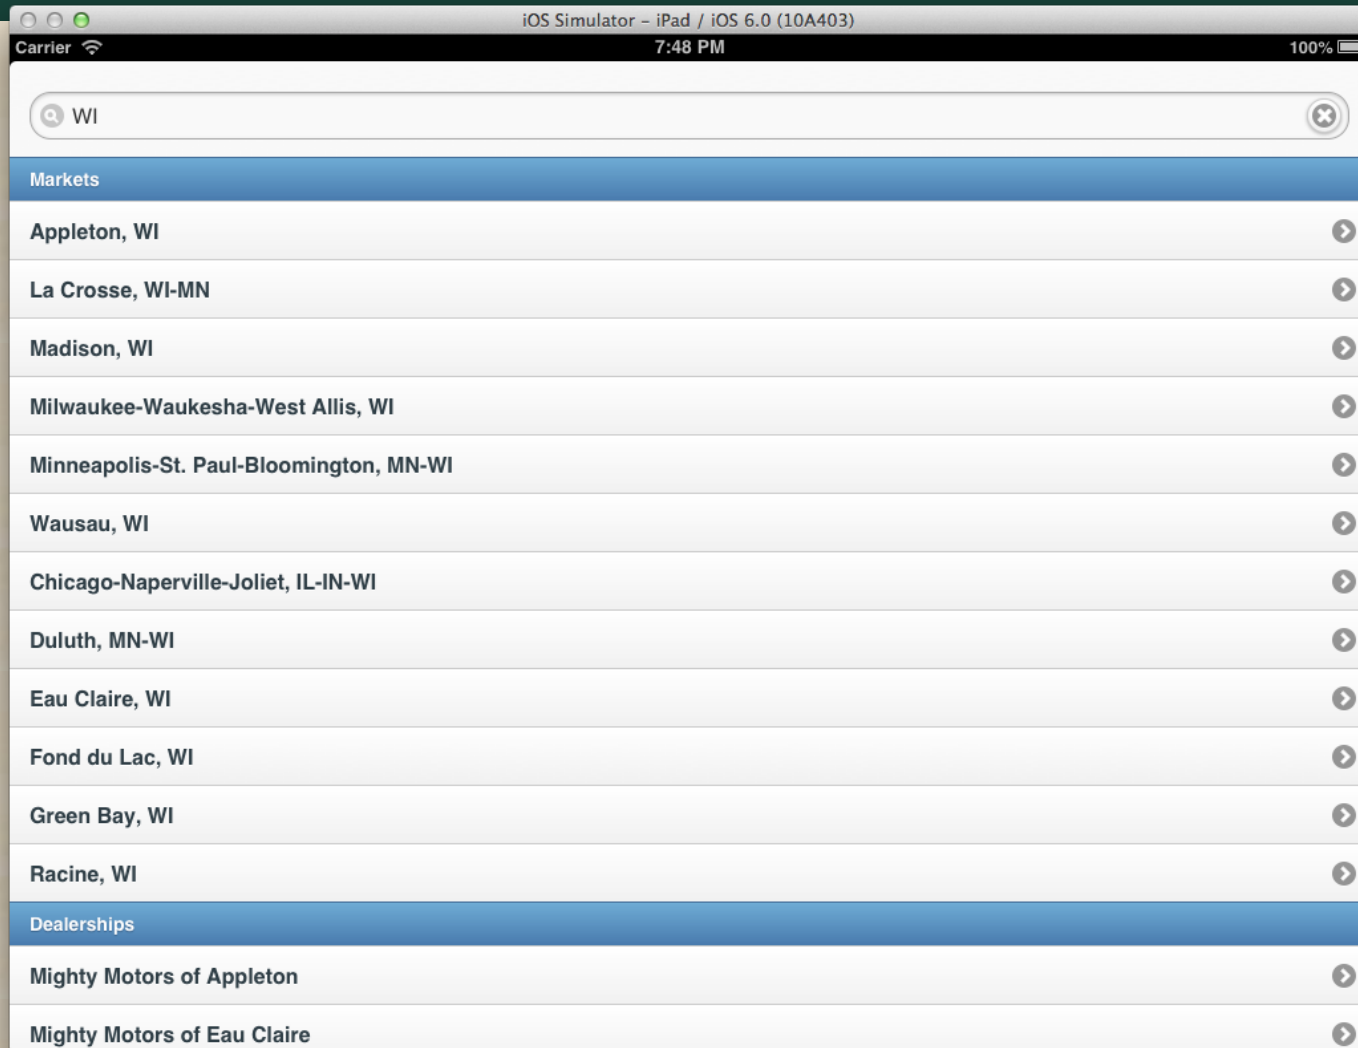 iOS Simulator – iPad / iOS 6.0 (10A403)
Carrier 7:48 PM 100%
WI
Markets
Appleton, WI
La Crosse, WI-MN
Madison, WI
Milwaukee-Waukesha-West Allis, WI
Minneapolis-St. Paul-Bloomington, MN-WI
Wausau, WI
Chicago-Naperville-Joliet, IL-IN-WI
Duluth, MN-WI
Eau Claire, WI
Fond du Lac, WI
Green Bay, WI
Racine, WI
Dealerships
Mighty Motors of Appleton
Mighty Motors of Eau Claire